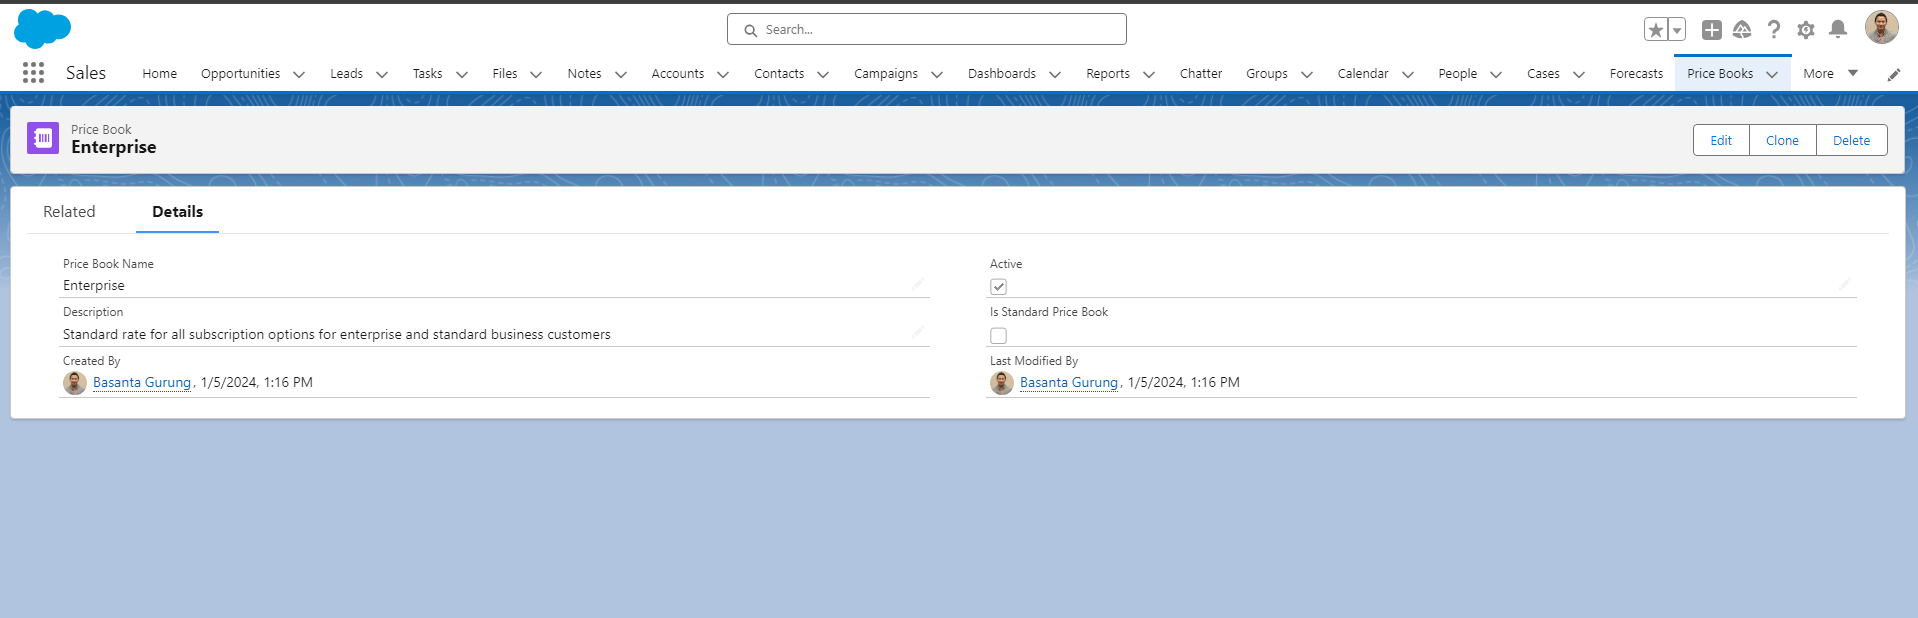 Search...
Sales Home Opportunities Leads Tasks Files Notes Accounts Contacts Campaigns Dashboards Reports Chatter Groups Calendar People Cases Forecasts Price Books More
Price Book
Enterprise
Edit Clone Delete
Related Details
Price Book Name
Enterprise
Active
Description
Standard rate for all subscription options for enterprise and standard business customers
Is Standard Price Book
Created By
Basanta Gurung, 1/5/2024, 1:16 PM
Last Modified By
Basanta Gurung, 1/5/2024, 1:16 PM